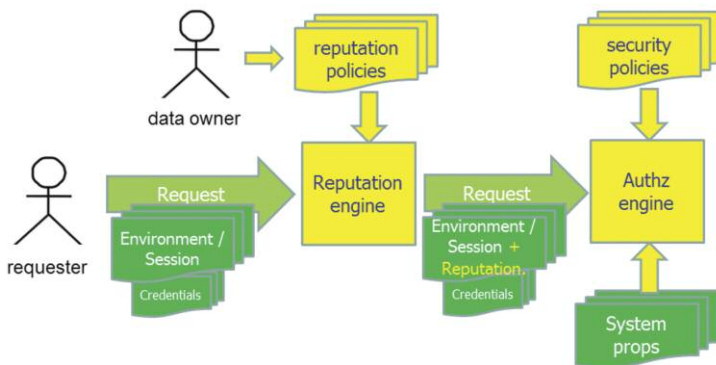 reputation
policies
security
policies
data owner
Request
Reputation
engine
Request
Authz
engine
Environment /
Session
Credentials
Environment /
Session +
Reputation.
Credentials
requester
System
props